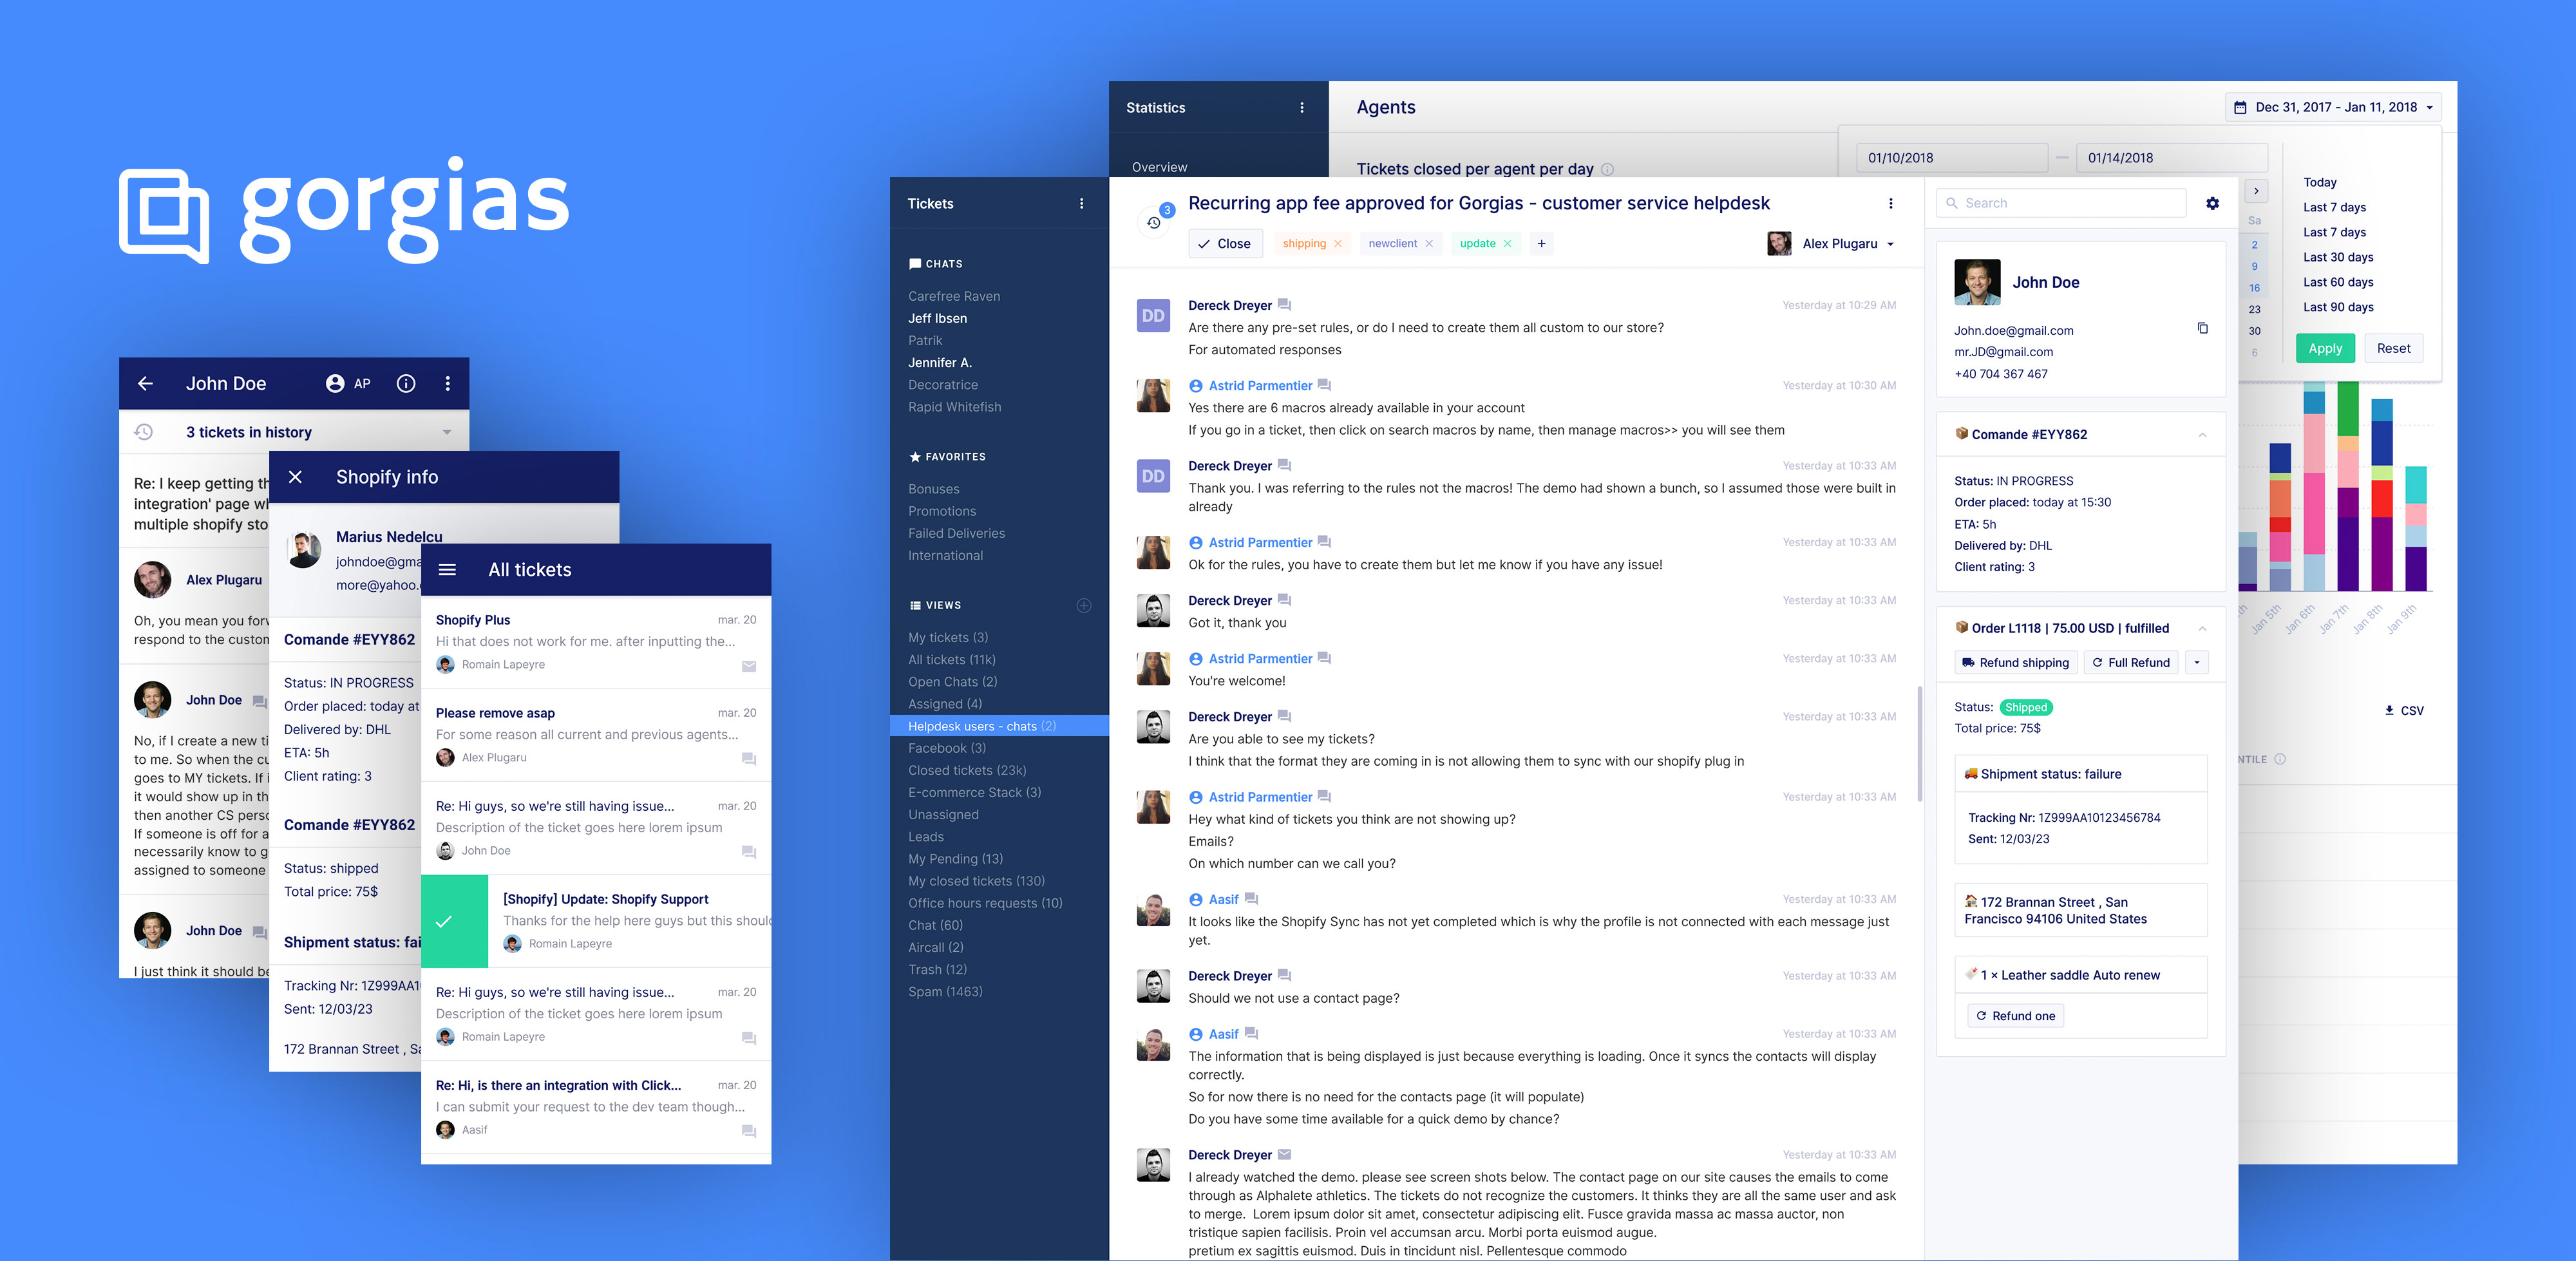 gorgias
John Doe
AP
3 tickets in history
Re: I keep getting th
integration' page wh
multiple shopify sto
Alex Plugaru
Oh, you mean you forw
respond to the custom
John Doe
No, if I create a new ti
to me. So when the cu
goes to MY tickets. If i
it would show up in th
then another CS perso
If someone is off for a
necessarily know to g
assigned to someone
John Doe
I just think it should be
Shopify info
Marius Nedelcu
johndoe@gma
more@yahoo.
Comande #EYY862
Status: IN PROGRESS
Order placed: today at
Delivered by: DHL
ETA: 5h
Client rating: 3
Comande #EYY862
Status: shipped
Total price: 75$
Shipment status: fai
Tracking Nr: 1Z999AA1
Sent: 12/03/23
172 Brannan Street , Sa
All tickets
Shopify Plus mar. 20
Hi that does not work for me. after inputting the...
Romain Lapeyre
Please remove asap mar. 20
For some reason all current and previous agents...
Alex Plugaru
Re: Hi guys, so we're still having issue... mar. 20
Description of the ticket goes here lorem ipsum
John Doe
[Shopify] Update: Shopify Support
Thanks for the help here guys but this should
Romain Lapeyre
Re: Hi guys, so we're still having issue... mar. 20
Description of the ticket goes here lorem ipsum
Romain Lapeyre
Re: Hi, is there an integration with Click... mar. 20
I can submit your request to the dev team though...
Aasif
Statistics
Overview
Agents
Dec 31, 2017 - Jan 11, 2018
Tickets closed per agent per day
01/10/2018 — 01/14/2018
Sa
2
9
16
23
30
6
Today
Last 7 days
Last 7 days
Last 30 days
Last 60 days
Last 90 days
Apply Reset
Jan 5th
Jan 6th
Jan 7th
Jan 8th
Jan 9th
CSV
NTILE
Tickets
CHATS
Carefree Raven
Jeff Ibsen
Patrik
Jennifer A.
Decoratrice
Rapid Whitefish
FAVORITES
Bonuses
Promotions
Failed Deliveries
International
VIEWS
My tickets (3)
All tickets (11k)
Open Chats (2)
Assigned (4)
Helpdesk users - chats (2)
Facebook (3)
Closed tickets (23k)
E-commerce Stack (3)
Unassigned
Leads
My Pending (13)
My closed tickets (130)
Office hours requests (10)
Chat (60)
Aircall (2)
Trash (12)
Spam (1463)
3
Recurring app fee approved for Gorgias - customer service helpdesk
Close shipping newclient update +
Alex Plugaru
DD
Dereck Dreyer Yesterday at 10:29 AM
Are there any pre-set rules, or do I need to create them all custom to our store?
For automated responses
Astrid Parmentier Yesterday at 10:30 AM
Yes there are 6 macros already available in your account
If you go in a ticket, then click on search macros by name, then manage macros>> you will see them
DD
Dereck Dreyer Yesterday at 10:33 AM
Thank you. I was referring to the rules not the macros! The demo had shown a bunch, so I assumed those were built in
already
Astrid Parmentier Yesterday at 10:33 AM
Ok for the rules, you have to create them but let me know if you have any issue!
Dereck Dreyer Yesterday at 10:33 AM
Got it, thank you
Astrid Parmentier Yesterday at 10:33 AM
You're welcome!
Dereck Dreyer Yesterday at 10:33 AM
Are you able to see my tickets?
I think that the format they are coming in is not allowing them to sync with our shopify plug in
Astrid Parmentier Yesterday at 10:33 AM
Hey what kind of tickets you think are not showing up?
Emails?
On which number can we call you?
Aasif Yesterday at 10:33 AM
It looks like the Shopify Sync has not yet completed which is why the profile is not connected with each message just
yet.
Dereck Dreyer Yesterday at 10:33 AM
Should we not use a contact page?
Aasif Yesterday at 10:33 AM
The information that is being displayed is just because everything is loading. Once it syncs the contacts will display
correctly.
So for now there is no need for the contacts page (it will populate)
Do you have some time available for a quick demo by chance?
Dereck Dreyer Yesterday at 10:33 AM
I already watched the demo. please see screen shots below. The contact page on our site causes the emails to come
through as Alphalete athletics. The tickets do not recognize the customers. It thinks they are all the same user and ask
to merge. Lorem ipsum dolor sit amet, consectetur adipiscing elit. Fusce gravida massa ac massa auctor, non
tristique sapien facilisis. Proin vel accumsan arcu. Morbi porta euismod augue.
pretium ex sagittis euismod. Duis in tincidunt nisl. Pellentesque commodo
Search
John Doe
John.doe@gmail.com
mr.JD@gmail.com
+40 704 367 467
Comande #EYY862
Status: IN PROGRESS
Order placed: today at 15:30
ETA: 5h
Delivered by: DHL
Client rating: 3
Order L1118 | 75.00 USD | fulfilled
Refund shipping Full Refund
Status: Shipped
Total price: 75$
Shipment status: failure
Tracking Nr: 1Z999AA10123456784
Sent: 12/03/23
172 Brannan Street , San
Francisco 94106 United States
1 × Leather saddle Auto renew
Refund one